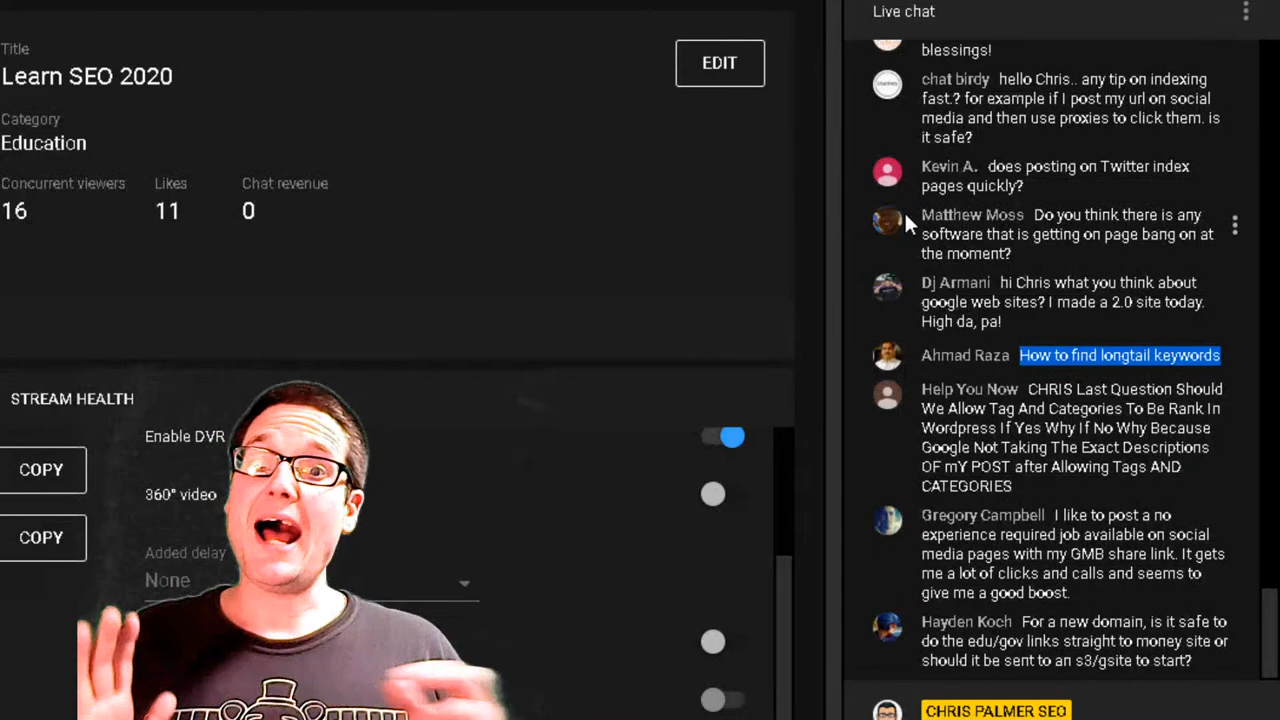 Title
Learn SEO 2020
EDIT
Category
Education
Concurrent viewers
Likes
Chat revenue
16
11
0
STREAM HEALTH
Enable DVR
COPY
360° video
COPY
Added delay
None
Live chat
blessings!
chat birdy hello Chris.. any tip on indexing
fast.? for example if I post my url on social
media and then use proxies to click them. is
it safe?
Kevin A. does posting on Twitter index
pages quickly?
Matthew Moss Do you think there is any
software that is getting on page bang on at
the moment?
Dj Armani hi Chris what you think about
google web sites? I made a 2.0 site today.
High da, pa!
Ahmad Raza How to find longtail keywords
Help You Now CHRIS Last Question Should
We Allow Tag And Categories To Be Rank In
Wordpress If Yes Why If No Why Because
Google Not Taking The Exact Descriptions
OF mY POST after Allowing Tags AND
CATEGORIES
Gregory Campbell I like to post a no
experience required job available on social
media pages with my GMB share link. It gets
me a lot of clicks and calls and seems to
give me a good boost.
Hayden Koch For a new domain, is it safe to
do the edu/gov links straight to money site or
should it be sent to an s3/gsite to start?
CHRIS PALMER SEO